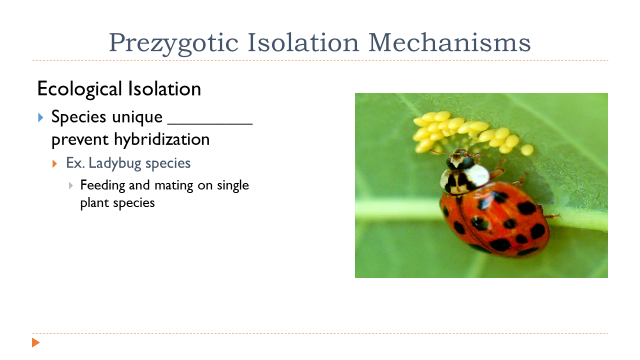 Prezygotic Isolation Mechanisms
Ecological Isolation
Species unique _________
prevent hybridization
Ex. Ladybug species
Feeding and mating on single
plant species